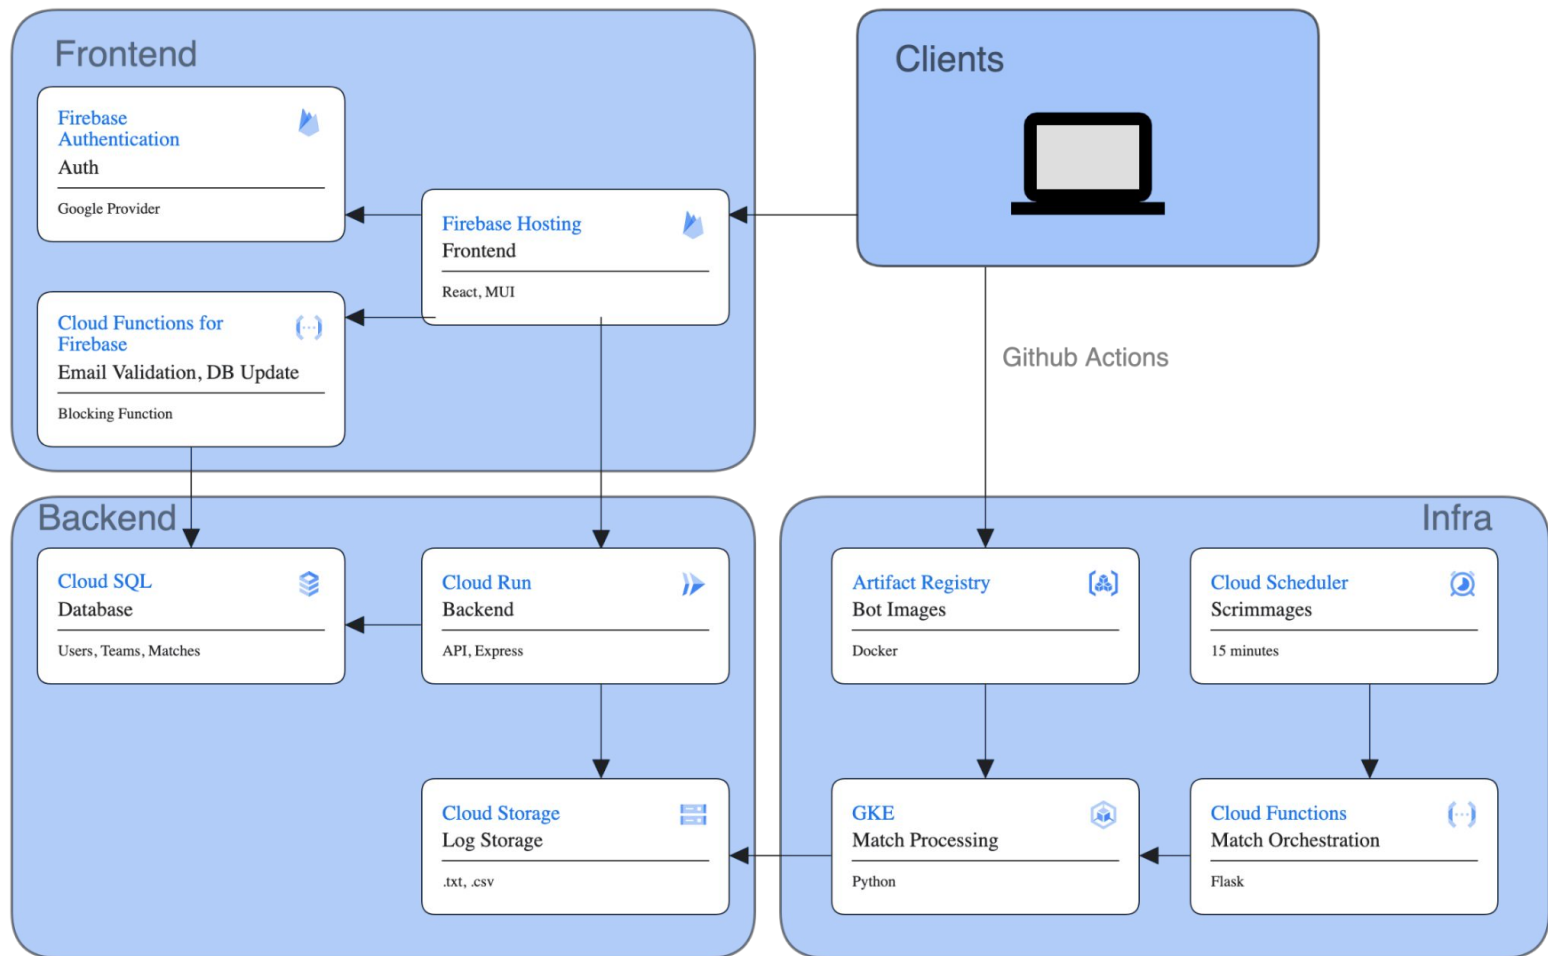 Frontend
Firebase
Authentication
Auth
Google Provider
Firebase Hosting
Frontend
React, MUI
Cloud Functions for
Firebase
Email Validation, DB Update
Blocking Function
Clients
Github Actions
Backend
Cloud SQL
Database
Users, Teams, Matches
Cloud Run
Backend
API, Express
Cloud Storage
Log Storage
.txt, .csv
Infra
Artifact Registry
Bot Images
Docker
Cloud Scheduler
Scrimmages
15 minutes
GKE
Match Processing
Python
Cloud Functions
Match Orchestration
Flask